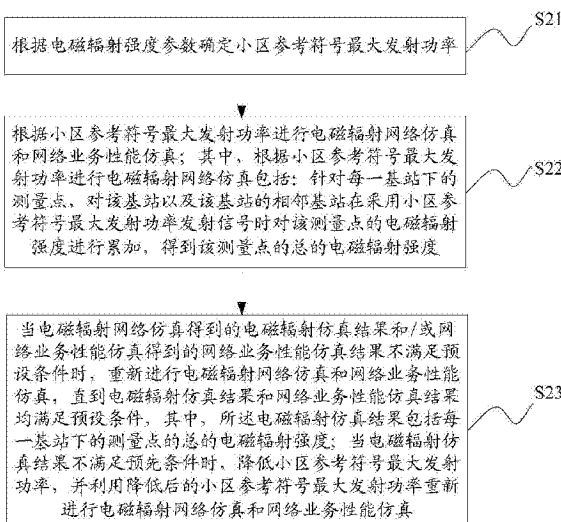 根据电磁辐射强度参数确定小区参考符号最大发射功率
S21
根据小区参考符号最大发射功率进行电磁辐射网络仿真
和网络业务性能仿真；其中，根据小区参考符号最大发
射功率进行电磁辐射网络仿真包括：针对每一基站下的
测量点，对该基站以及该基站的相邻基站在采用小区参
考符号最大发射功率发射信号时对该测量点的电磁辐射
强度进行累加，得到该测量点的总的电磁辐射强度
S22
当电磁辐射网络仿真得到的电磁辐射仿真结果和/或网
络业务性能仿真得到的网络业务性能仿真结果不满足预
设条件时，重新进行电磁辐射网络仿真和网络业务性能
仿真，直到电磁辐射仿真结果和网络业务性能仿真结果
均满足预设条件，其中，所述电磁辐射仿真结果包括每
一基站下的测量点的总的电磁辐射强度；当电磁辐射仿
真结果不满足预先条件时，降低小区参考符号最大发射
功率，并利用降低后的小区参考符号最大发射功率重新
进行电磁辐射网络仿真和网络业务性能仿真
S23